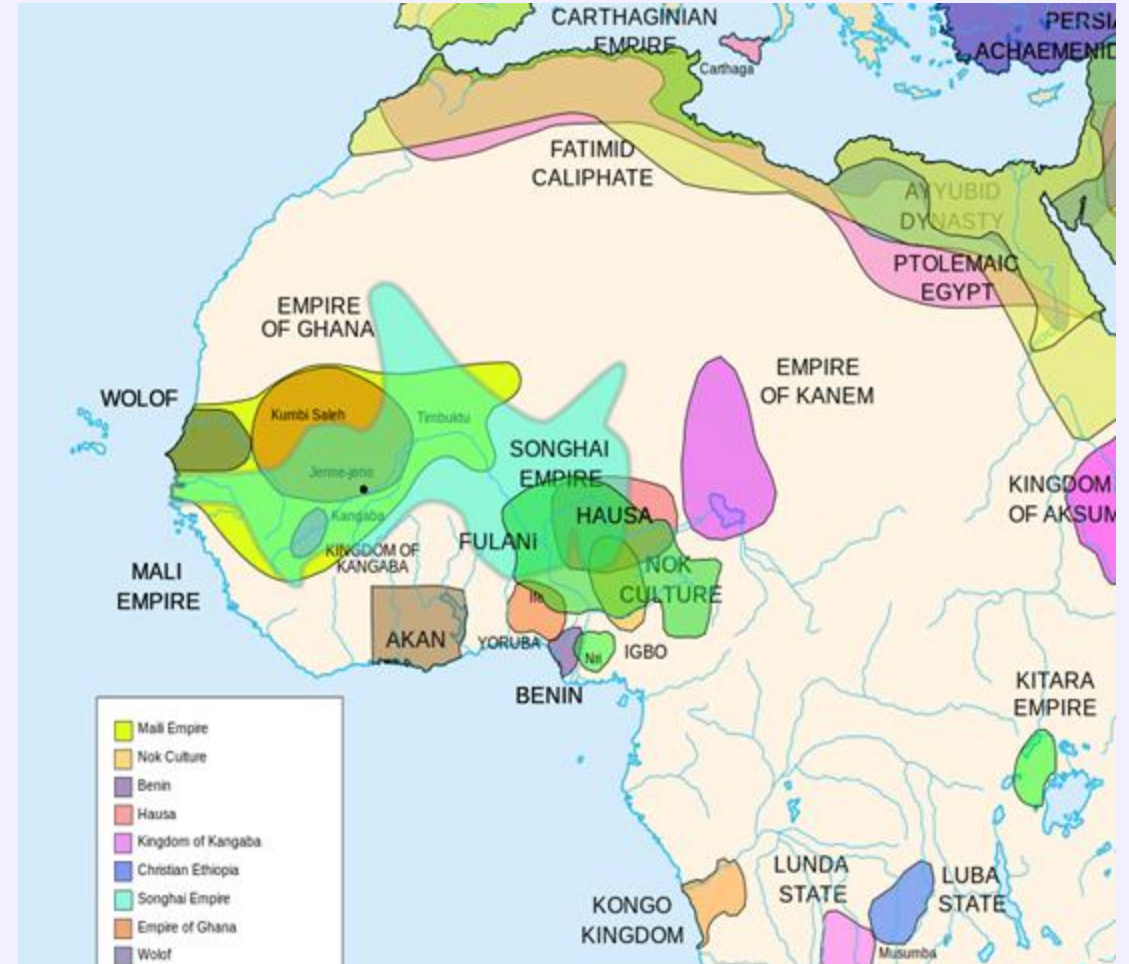 CARTHAGINIAN
EMPIRE
Carthaga
PERSIA
ACHAEMENID
FATIMID
CALIPHATE
AYYUBID
DYNASTY
PTOLEMAIC
EGYPT
EMPIRE
OF GHANA
WOLOF
Kumbi Saleh
Timbuktu
Jenne-jeno
Kangaba
KINGDOM OF
KANGABA
MALI
EMPIRE
SONGHAI
EMPIRE
HAUSA
FULANi
NOK
CULTURE
EMPIRE
OF KANEM
KINGDOM
OF AKSUM
AKAN
YORUBA
Nri
IGBO
BENIN
KITARA
EMPIRE
LUNDA
STATE
LUBA
STATE
KONGO
KINGDOM
Musumba
Maili Empire
Nok Culture
Benin
Hausa
Kingdom of Kangaba
Christian Ethiopia
Songhai Empire
Empire of Ghana
Wolof